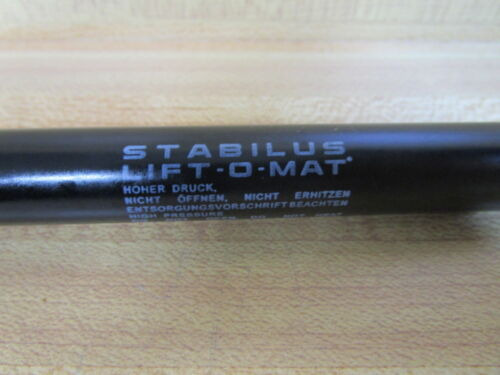 STABILUS
LIFT-O-MAT®
HOHER DRUCK,
NICHT ÖFFNEN, NICHT ERHITZEN
ENTSORGUNGSVORSCHRIFT BEACHTEN
HIGH PRESSURE